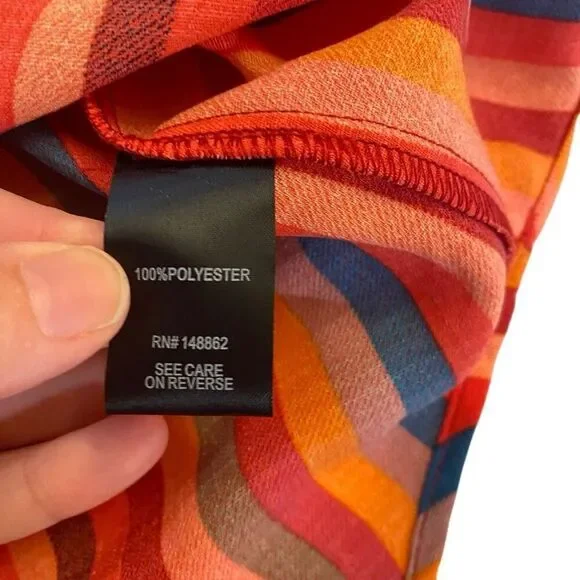 100%POLYESTER
RN# 148862
SEE CARE
ON REVERSE